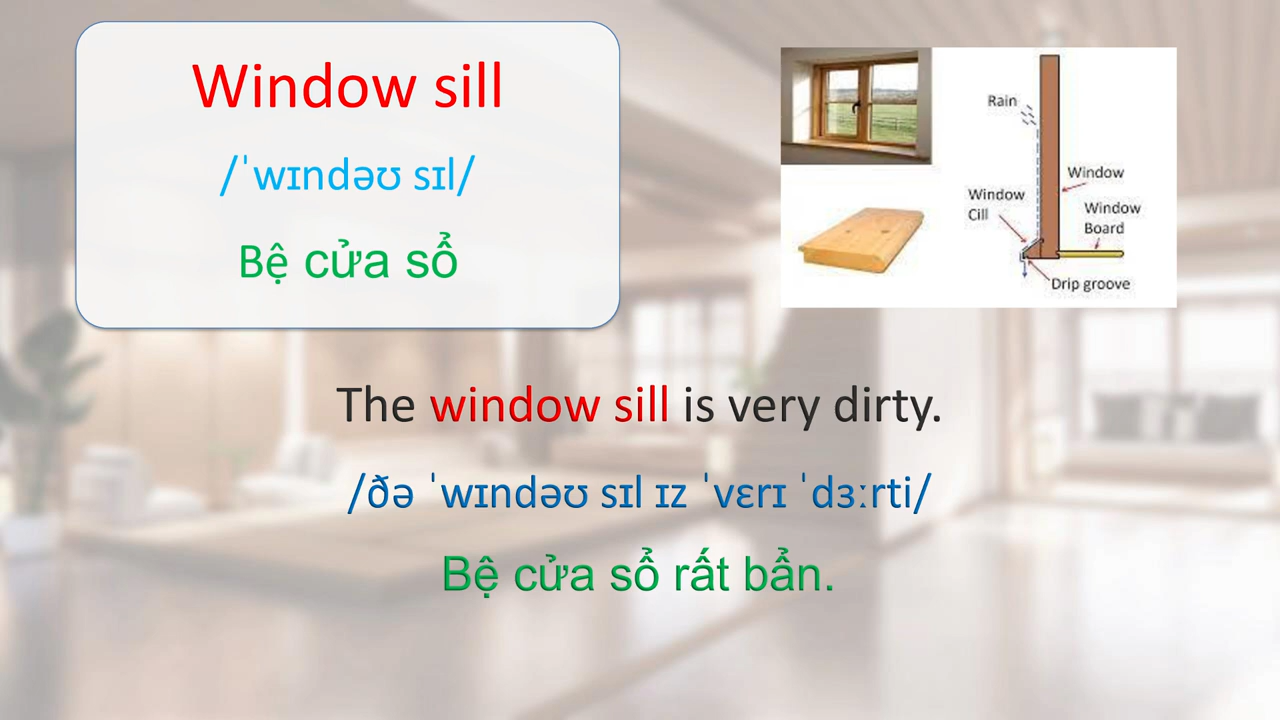 Window sill
/ˈwɪndəʊ sɪl/
Bệ cửa sổ
Rain
Window
Window
Cill
Window
Board
Drip groove
The window sill is very dirty.
/ðə ˈwɪndəʊ sɪl ɪz ˈvɛrɪ ˈdɜːrti/
Bệ cửa sổ rất bẩn.